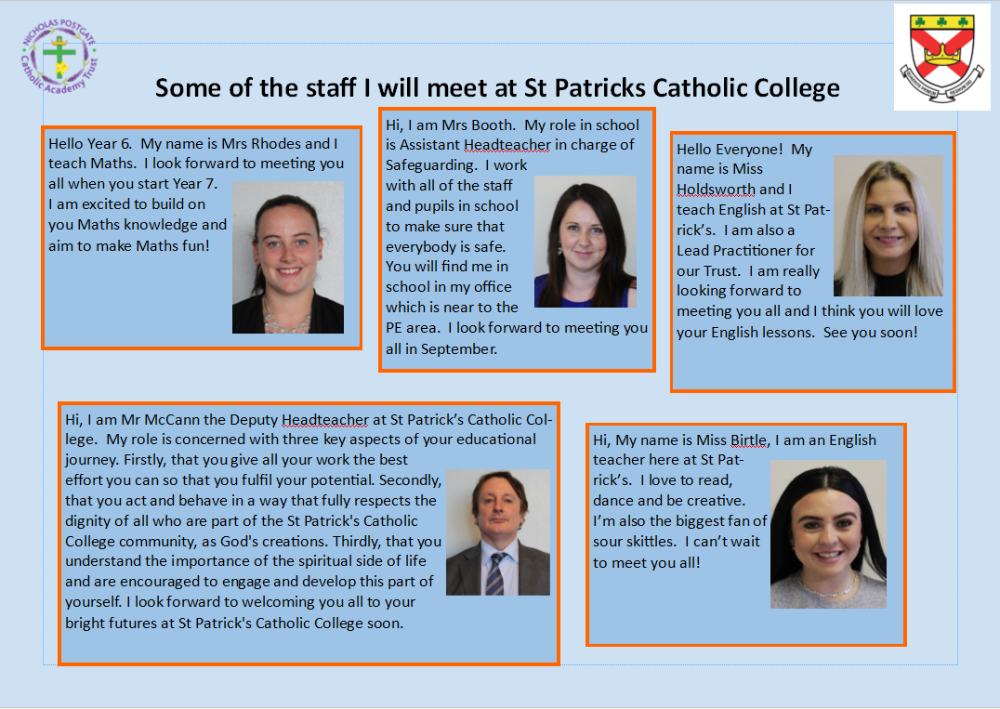 NICHOLAS POSTGATE
Catholic Academy Trust
Some of the staff I will meet at St Patricks Catholic College
Hello Year 6.  My name is Mrs Rhodes and I
teach Maths.  I look forward to meeting you
all when you start Year 7.
I am excited to build on
you Maths knowledge and
aim to make Maths fun!
Hi, I am Mrs Booth.  My role in school
is Assistant Headteacher in charge of
Safeguarding.  I work
with all of the staff
and pupils in school
to make sure that
everybody is safe.
You will find me in
school in my office
which is near to the
PE area.  I look forward to meeting you
all in September.
Hello Everyone!  My
name is Miss
Holdsworth and I
teach English at St Pat-
rick’s.  I am also a
Lead Practitioner for
our Trust.  I am really
looking forward to
meeting you all and I think you will love
your English lessons.  See you soon!
Hi, I am Mr McCann the Deputy Headteacher at St Patrick’s Catholic Col-
lege.  My role is concerned with three key aspects of your educational
journey. Firstly, that you give all your work the best
effort you can so that you fulfil your potential. Secondly,
that you act and behave in a way that fully respects the
dignity of all who are part of the St Patrick's Catholic
College community, as God's creations. Thirdly, that you
understand the importance of the spiritual side of life
and are encouraged to engage and develop this part of
yourself. I look forward to welcoming you all to your
bright futures at St Patrick's Catholic College soon.
Hi, My name is Miss Birtle, I am an English
teacher here at St Pat-
rick’s.  I love to read,
dance and be creative.
I’m also the biggest fan of
sour skittles.  I can’t wait
to meet you all!